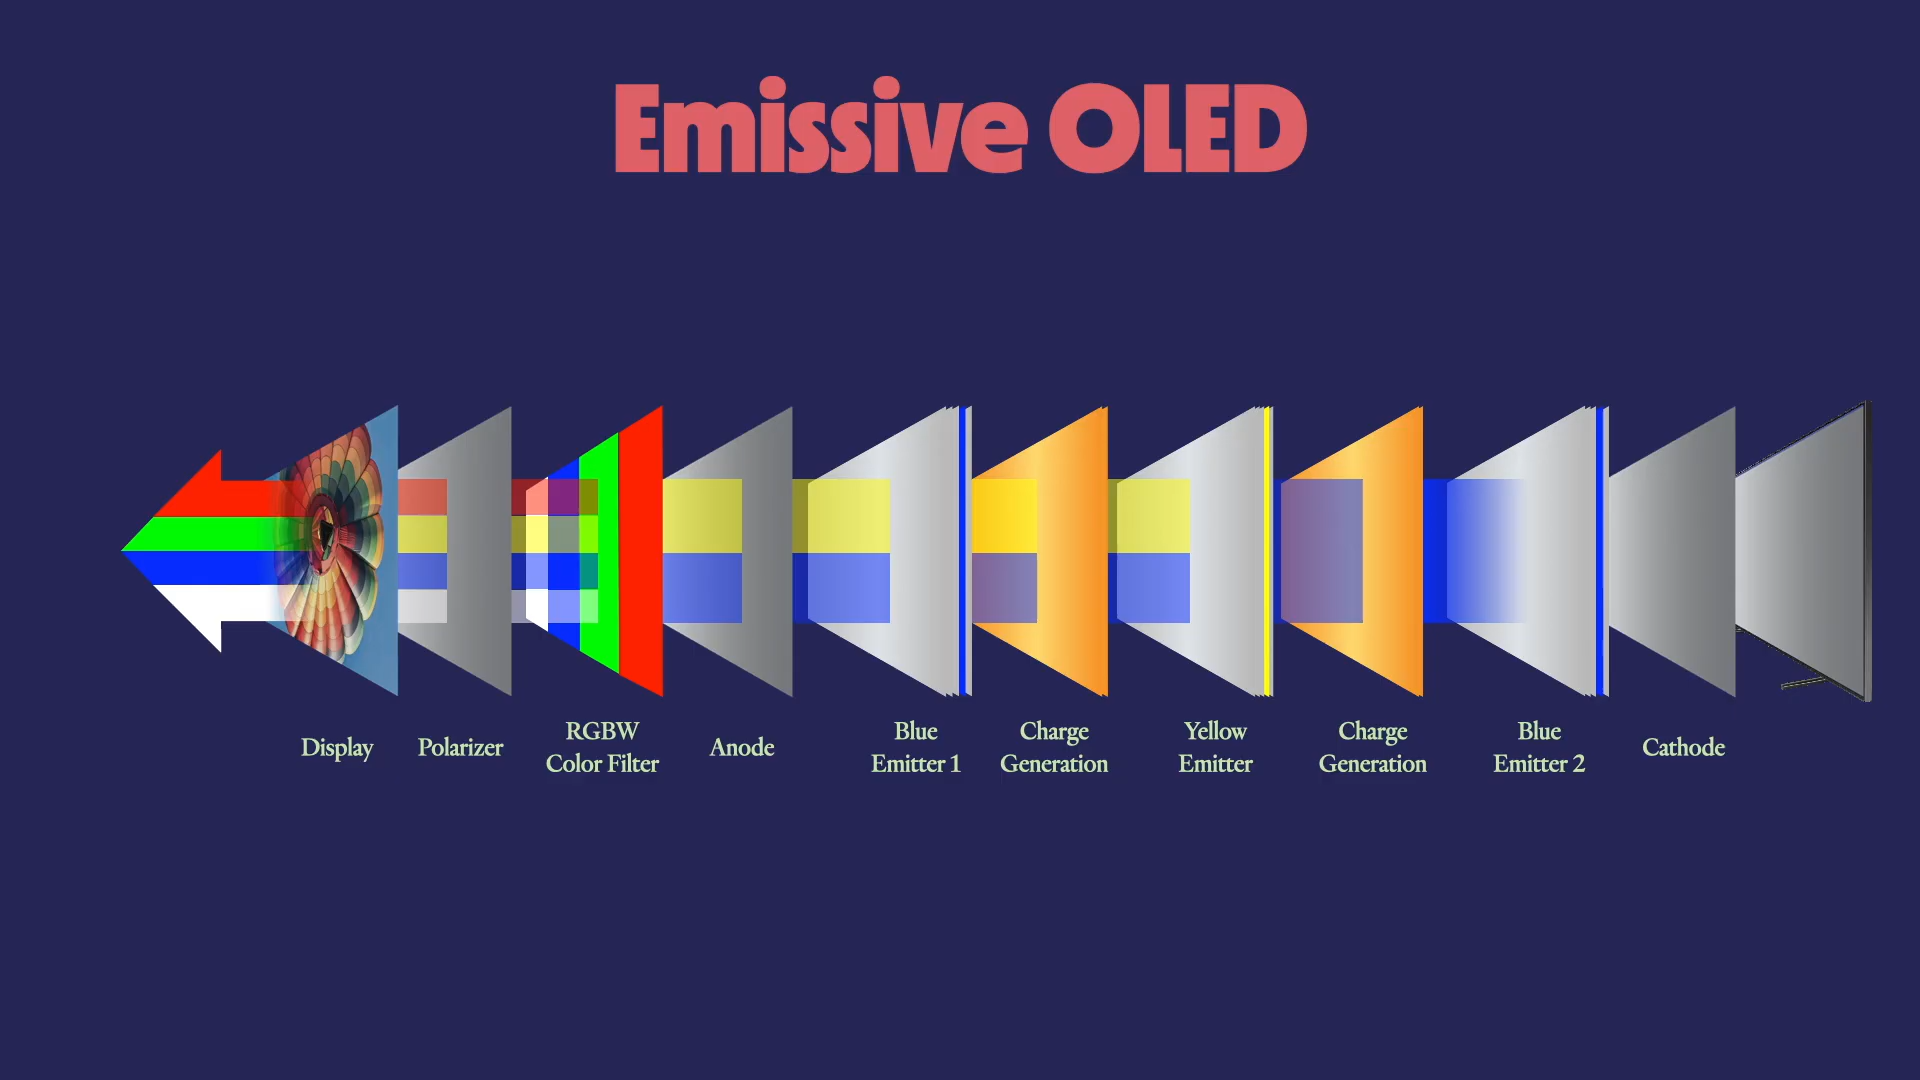 Emissive OLED
Display
Polarizer
RGBW
Color Filter
Anode
Blue
Emitter 1
Charge
Generation
Yellow
Emitter
Charge
Generation
Blue
Emitter 2
Cathode